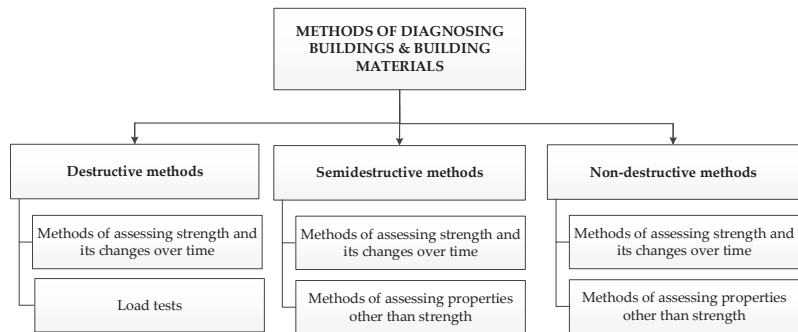 METHODS OF DIAGNOSING
BUILDINGS & BUILDING
MATERIALS
Destructive methods
Methods of assessing strength and
its changes over time
Load tests
Semidestructive methods
Methods of assessing strength and
its changes over time
Methods of assessing properties
other than strength
Non-destructive methods
Methods of assessing strength and
its changes over time
Methods of assessing properties
other than strength